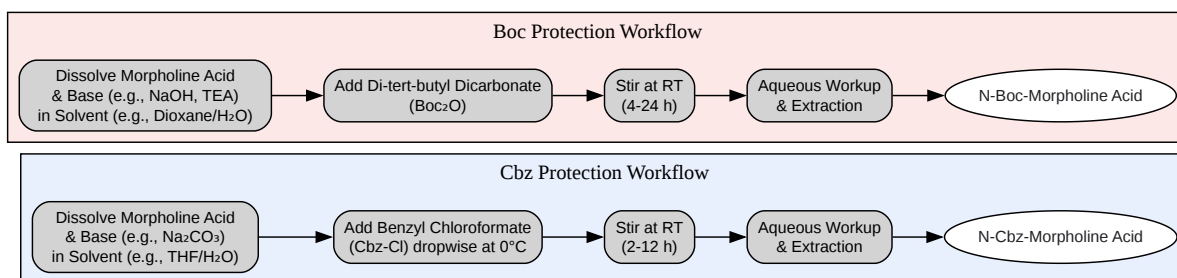 Boc Protection Workflow
Dissolve Morpholine Acid
& Base (e.g., NaOH, TEA)
in Solvent (e.g., Dioxane/H₂O)
Add Di-tert-butyl Dicarbonate
(Boc₂O)
Stir at RT
(4-24 h)
Aqueous Workup
& Extraction
N-Boc-Morpholine Acid
Cbz Protection Workflow
Dissolve Morpholine Acid
& Base (e.g., Na₂CO₃)
in Solvent (e.g., THF/H₂O)
Add Benzyl Chloroformate
(Cbz-Cl) dropwise at 0°C
Stir at RT
(2-12 h)
Aqueous Workup
& Extraction
N-Cbz-Morpholine Acid